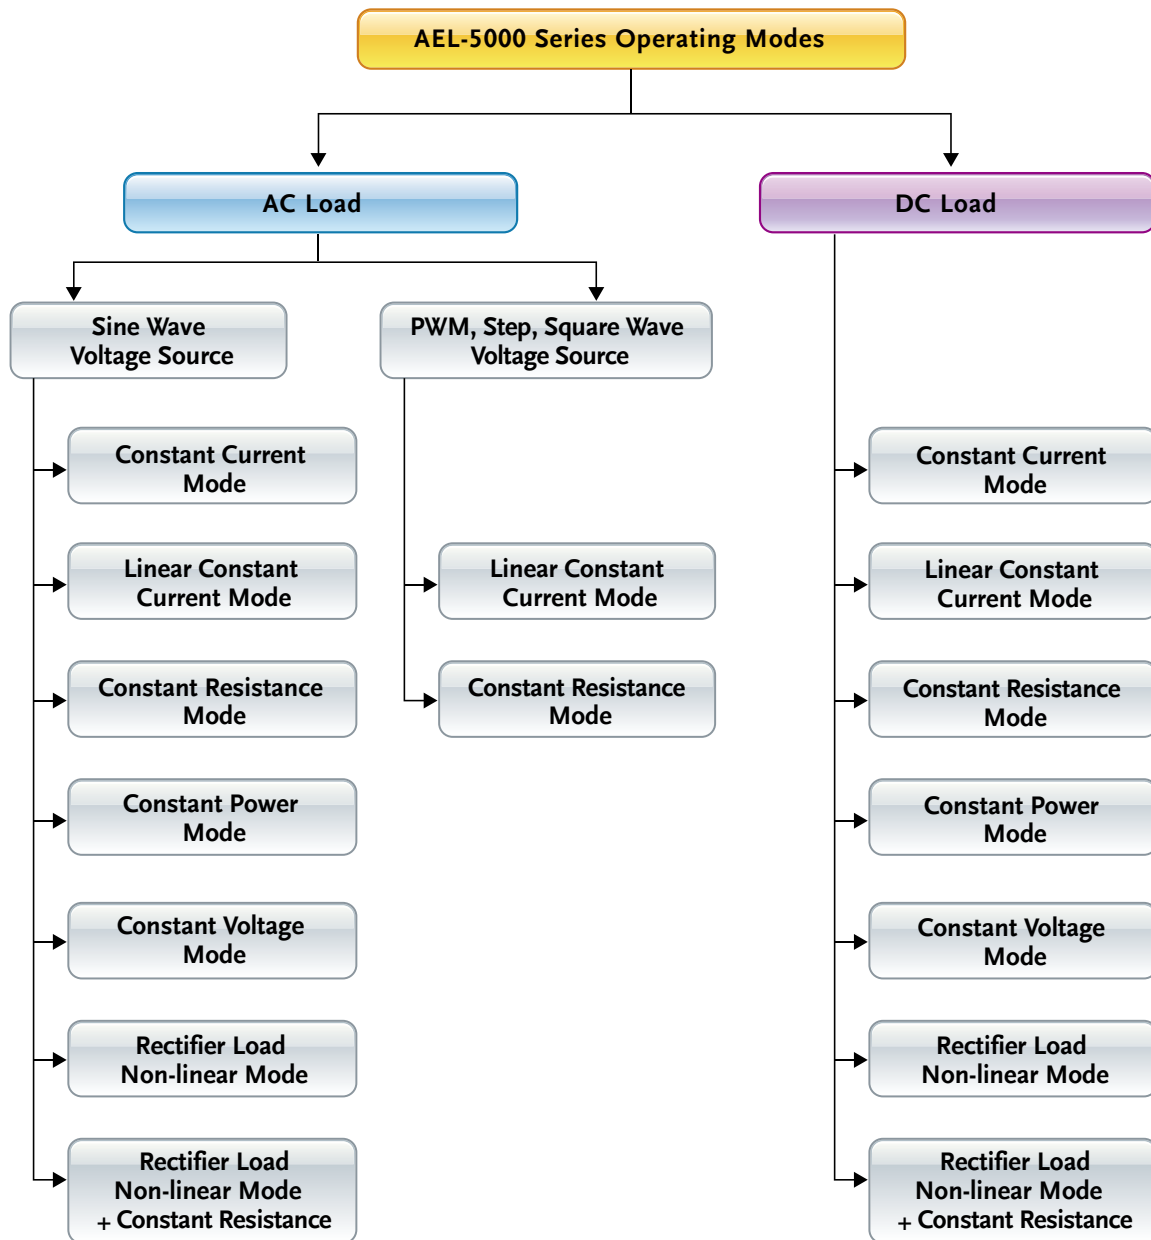 AEL-5000 Series Operating Modes
AC Load
DC Load
Sine Wave
Voltage Source
PWM, Step, Square Wave
Voltage Source
Constant Current
Mode
Linear Constant
Current Mode
Constant Resistance
Mode
Constant Power
Mode
Constant Voltage
Mode
Rectifier Load
Non-linear Mode
Rectifier Load
Non-linear Mode
+ Constant Resistance
Linear Constant
Current Mode
Constant Resistance
Mode
Constant Current
Mode
Linear Constant
Current Mode
Constant Resistance
Mode
Constant Power
Mode
Constant Voltage
Mode
Rectifier Load
Non-linear Mode
Rectifier Load
Non-linear Mode
+ Constant Resistance